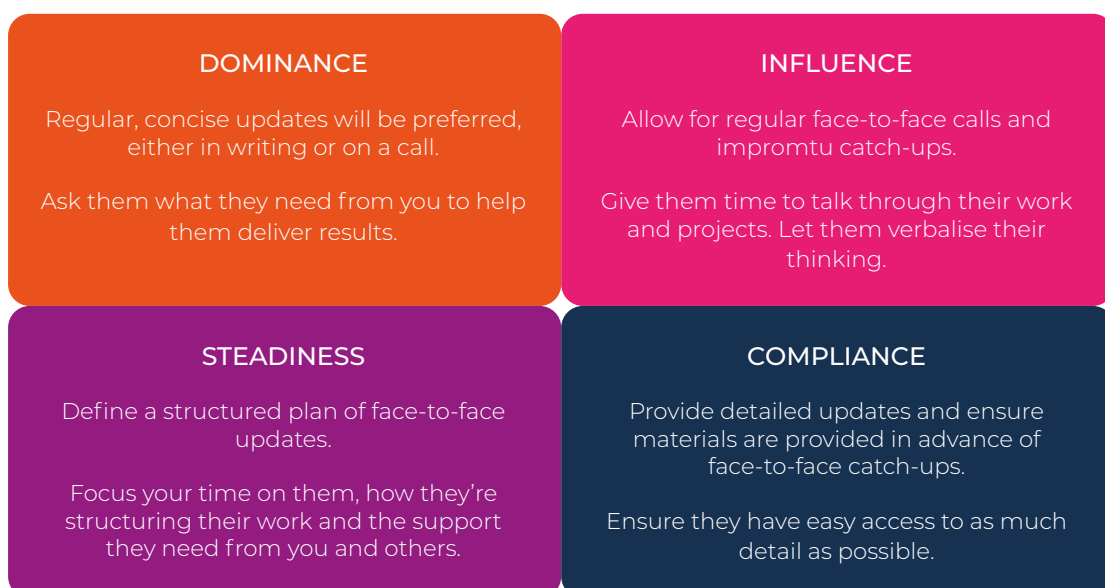 DOMINANCE
Regular, concise updates will be preferred,
either in writing or on a call.
Ask them what they need from you to help
them deliver results.
INFLUENCE
Allow for regular face-to-face calls and
impromtu catch-ups.
Give them time to talk through their work
and projects. Let them verbalise their
thinking.
STEADINESS
Define a structured plan of face-to-face
updates.
Focus your time on them, how they’re
structuring their work and the support
they need from you and others.
COMPLIANCE
Provide detailed updates and ensure
materials are provided in advance of
face-to-face catch-ups.
Ensure they have easy access to as much
detail as possible.